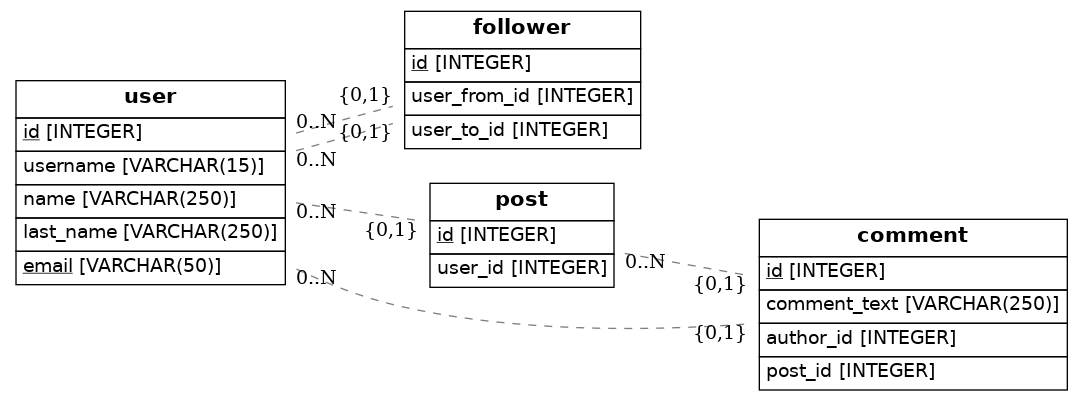 follower
id [INTEGER]
user_from_id [INTEGER]
user_to_id [INTEGER]
user
id [INTEGER]
username [VARCHAR(15)]
name [VARCHAR(250)]
last_name [VARCHAR(250)]
email [VARCHAR(50)]
{0,1}
0..N
{0,1}
0..N
0..N
{0,1}
0..N
post
id [INTEGER]
user_id [INTEGER]
0..N
{0,1}
{0,1}
comment
id [INTEGER]
comment_text [VARCHAR(250)]
author_id [INTEGER]
post_id [INTEGER]